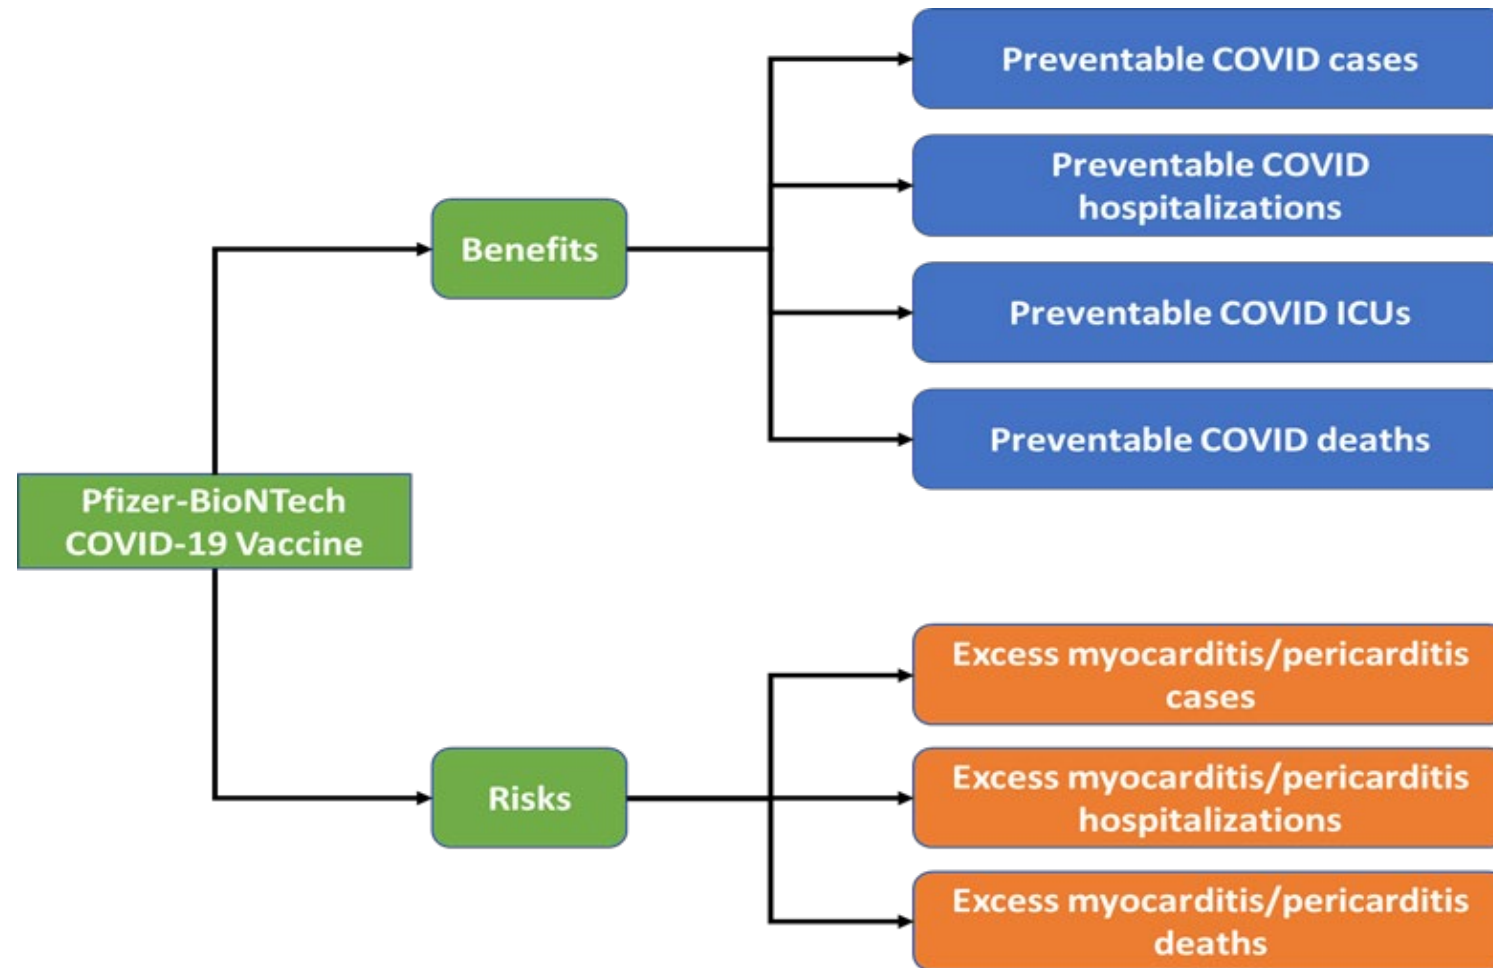 Preventable COVID cases
Preventable COVID
hospitalizations
Benefits
Preventable COVID ICUs
Preventable COVID deaths
Pfizer-BioNTech
COVID-19 Vaccine
Excess myocarditis/pericarditis
cases
Risks
Excess myocarditis/pericarditis
hospitalizations
Excess myocarditis/pericarditis
deaths